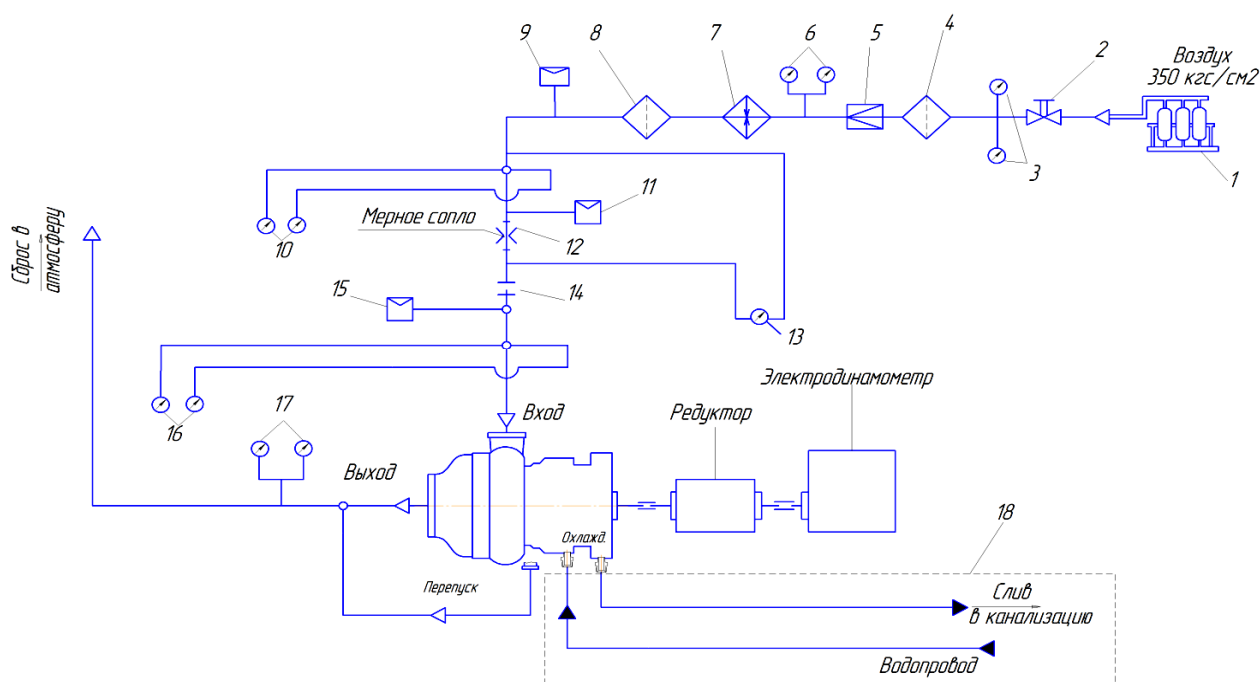 9
8
7
6
5
4
2
Воздух
350 кгс/см2
3
1
11
Мерное сопло
12
10
Сброс в
атмосферу
15
14
13
Электродинамометр
Вход
Редуктор
16
17
Выход
18
Охлажд.
Перепуск
Слив
в канализацию
Водопровод